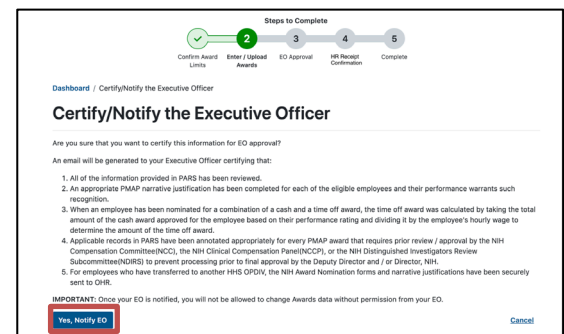 Steps to Complete
2
3
4
5
Confirm Award
Limits
Enter / Upload
Awards
EO Approval
HR Receipt
Confirmation
Complete
Dashboard / Certify/Notify the Executive Officer
Certify/Notify the Executive Officer
Are you sure that you want to certify this information for EO approval?
An email will be generated to your Executive Officer certifying that:
1. All of the information provided in PARS has been reviewed.
2. An appropriate PMAP narrative justification has been completed for each of the eligible employees and their performance warrants such
recognition.
3. When an employee has been nominated for a combination of a cash and a time off award, the time off award was calculated by taking the total
amount of the cash award approved for the employee based on their performance rating and dividing it by the employee's hourly wage to
determine the amount of the time off award.
4. Applicable records in PARS have been annotated appropriately for every PMAP award that requires prior review / approval by the NIH
Compensation Committee(NCC), the NIH Clinical Compensation Panel(NCCP), or the NIH Distinguished Investigators Review
Subcommittee(NDIRS) to prevent processing prior to final approval by the Deputy Director and / or Director, NIH.
5. For employees who have transferred to another HHS OPDIV, the NIH Award Nomination forms and narrative justifications have been securely
sent to OHR.
IMPORTANT: Once your EO is notified, you will not be allowed to change Awards data without permission from your EO.
Yes, Notify EO
Cancel